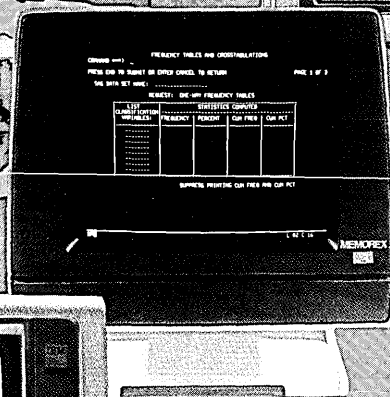 FREQUENCY TABLES AND CROSSTABULATIONS
COMMAND ===> _
PRESS END TO SUBMIT OR ENTER CANCEL TO RETURN PAGE 1 OF 3
SAS DATA SET NAME:
REQUEST: ONE-WAY FREQUENCY TABLES
LIST STATISTICS COMPUTED
CLASSIFICATION
VARIABLES: FREQUENCY PERCENT CUM FREQ CUM PCT
SUPPRESS PRINTING CUM FREQ AND CUM PCT
MEMOREX